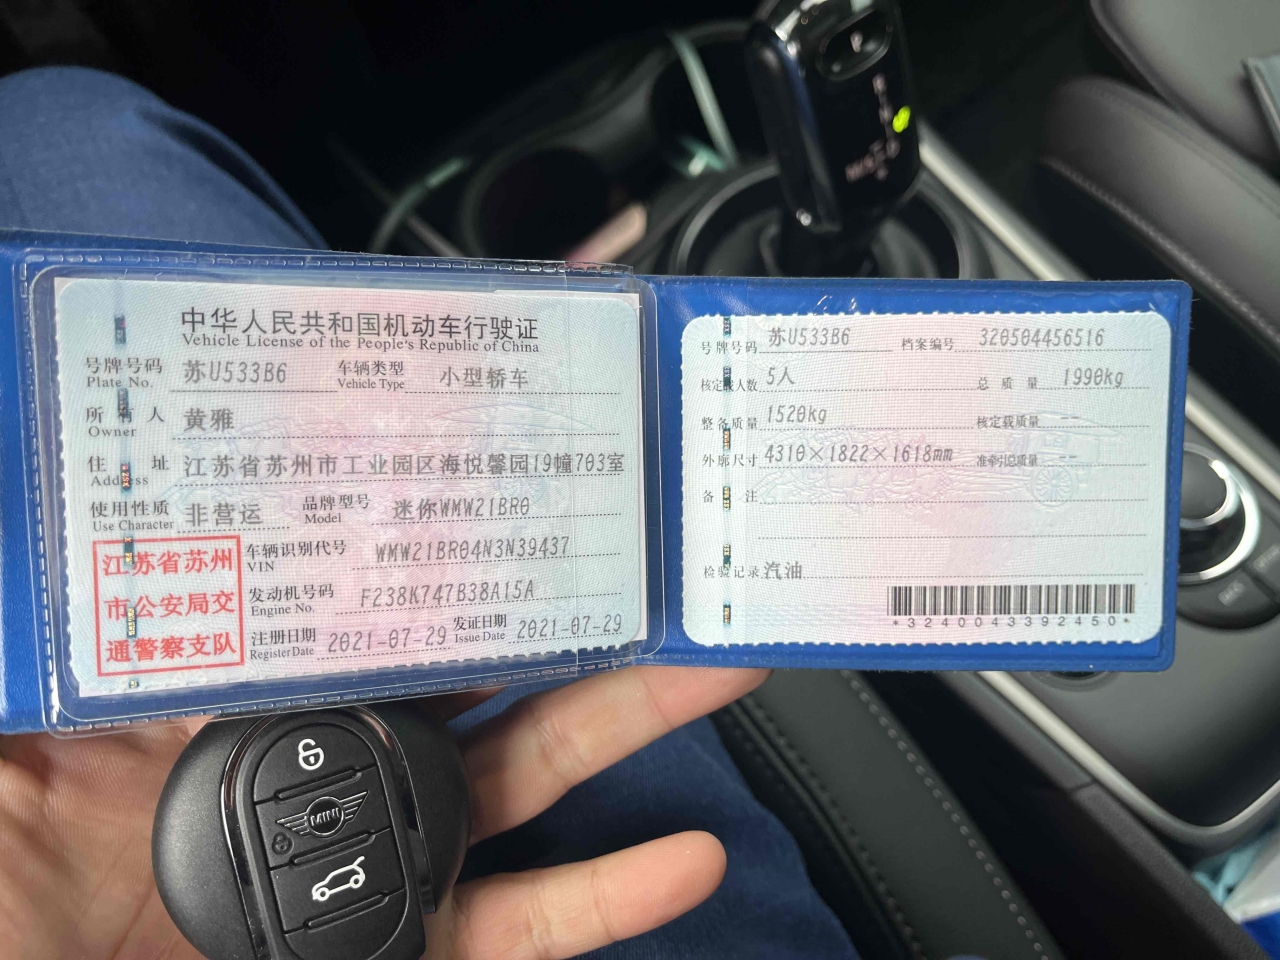 中华人民共和国机动车行驶证
Vehicle License of the People's Republic of China
号牌号码 苏U533B6 车辆类型 小型轿车
Plate No. Vehicle Type
所有人 黄雅
Owner
住址 江苏省苏州市工业园区海悦馨园19幢703室
Address
使用性质 非营运 品牌型号 迷你WMW21BR0
Use Character Model
江苏省苏州
市公安局交
通警察支队
车辆识别代号 WMW21BR04N3N39437
VIN
发动机号码 F238K747B38A15A
Engine No.
注册日期 2021-07-29 发证日期 2021-07-29
Register Date Issue Date
号牌号码 苏U533B6 档案编号 320504456516
核定载人数 5人 总质量 1990kg
整备质量 1520kg 核定载质量 --
外廓尺寸 4310×1822×1618mm 准牵引总质量 --
备注
检验记录 汽油
*3240043392450*
MINI
P